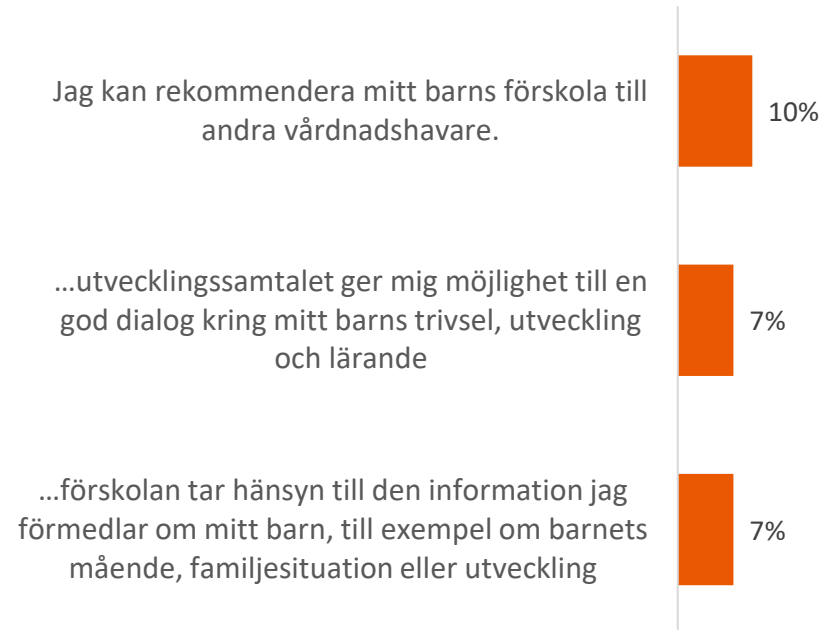 Jag kan rekommendera mitt barns förskola till
andra vårdnadshavare.
10%
…utvecklingssamtalet ger mig möjlighet till en
god dialog kring mitt barns trivsel, utveckling
och lärande
7%
…förskolan tar hänsyn till den information jag
förmedlar om mitt barn, till exempel om barnets
mående, familjesituation eller utveckling
7%